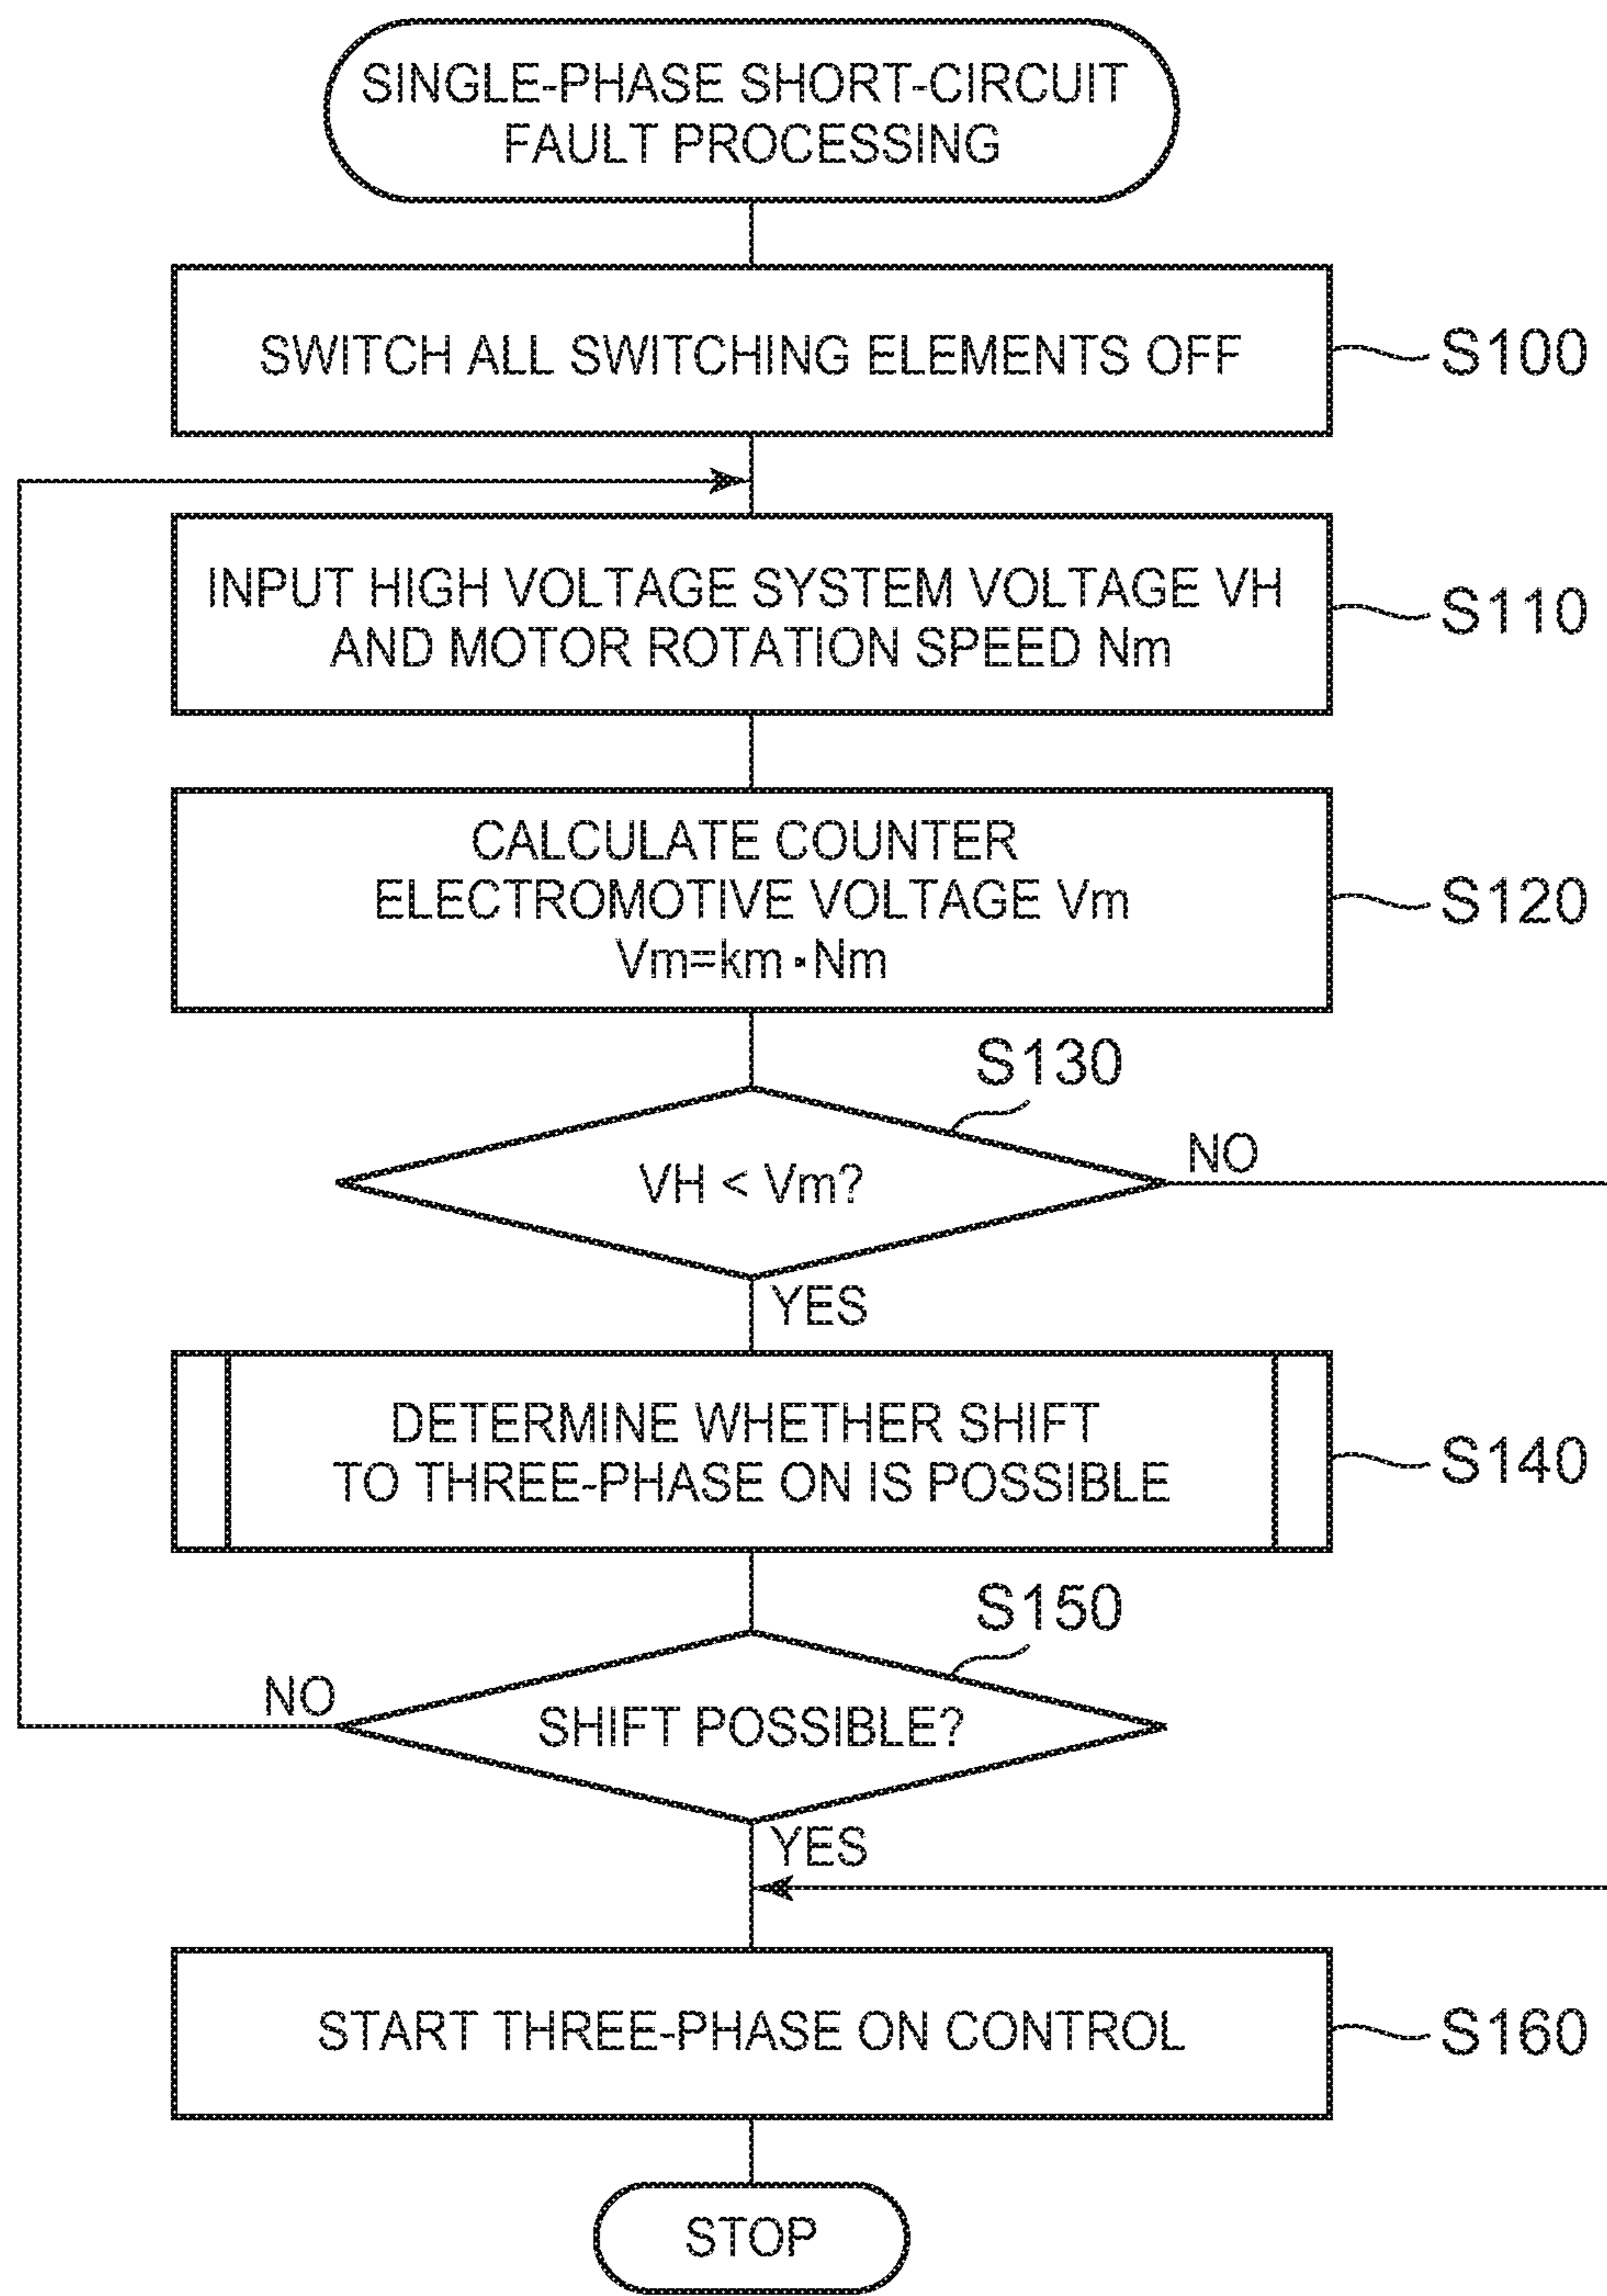 SINGLE-PHASE SHORT-CIRCUIT
FAULT PROCESSING
SWITCH ALL SWITCHING ELEMENTS OFF
S100
INPUT HIGH VOLTAGE SYSTEM VOLTAGE VH
AND MOTOR ROTATION SPEED Nm
S110
CALCULATE COUNTER
ELECTROMOTIVE VOLTAGE Vm
Vm=km·Nm
S120
S130
VH < Vm?
NO
YES
DETERMINE WHETHER SHIFT
TO THREE-PHASE ON IS POSSIBLE
S140
S150
NO
SHIFT POSSIBLE?
YES
START THREE-PHASE ON CONTROL
S160
STOP